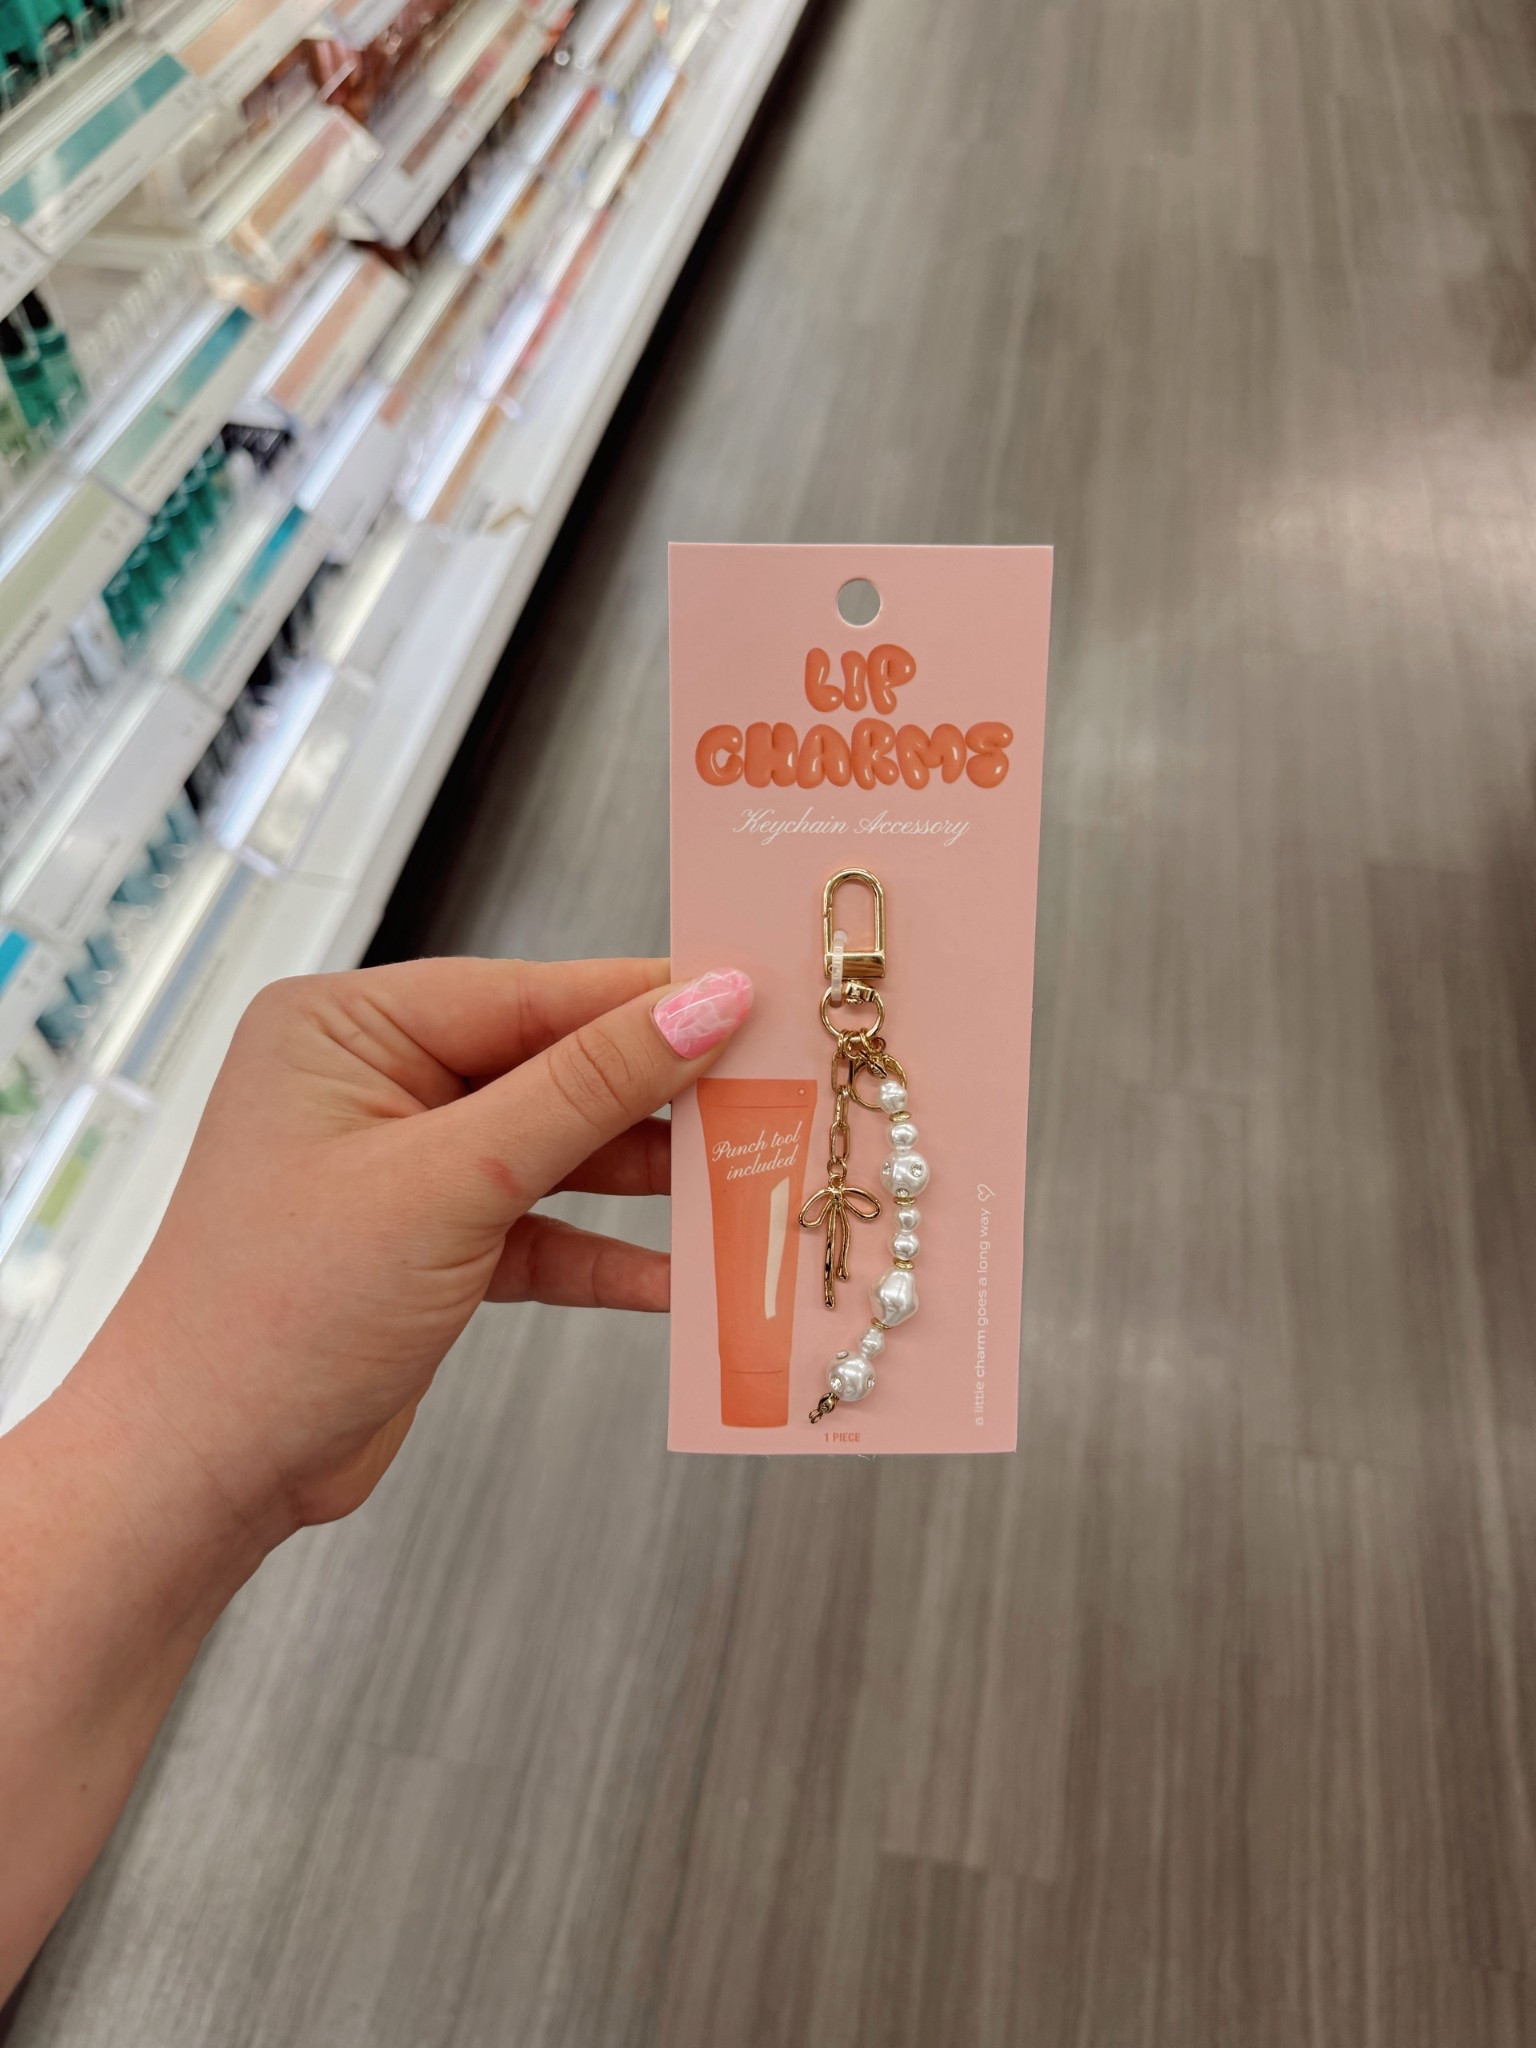 LIP
CHARMS
Keychain Accessory
Punch tool
included
a little charm goes a long way ♡
1 PIECE